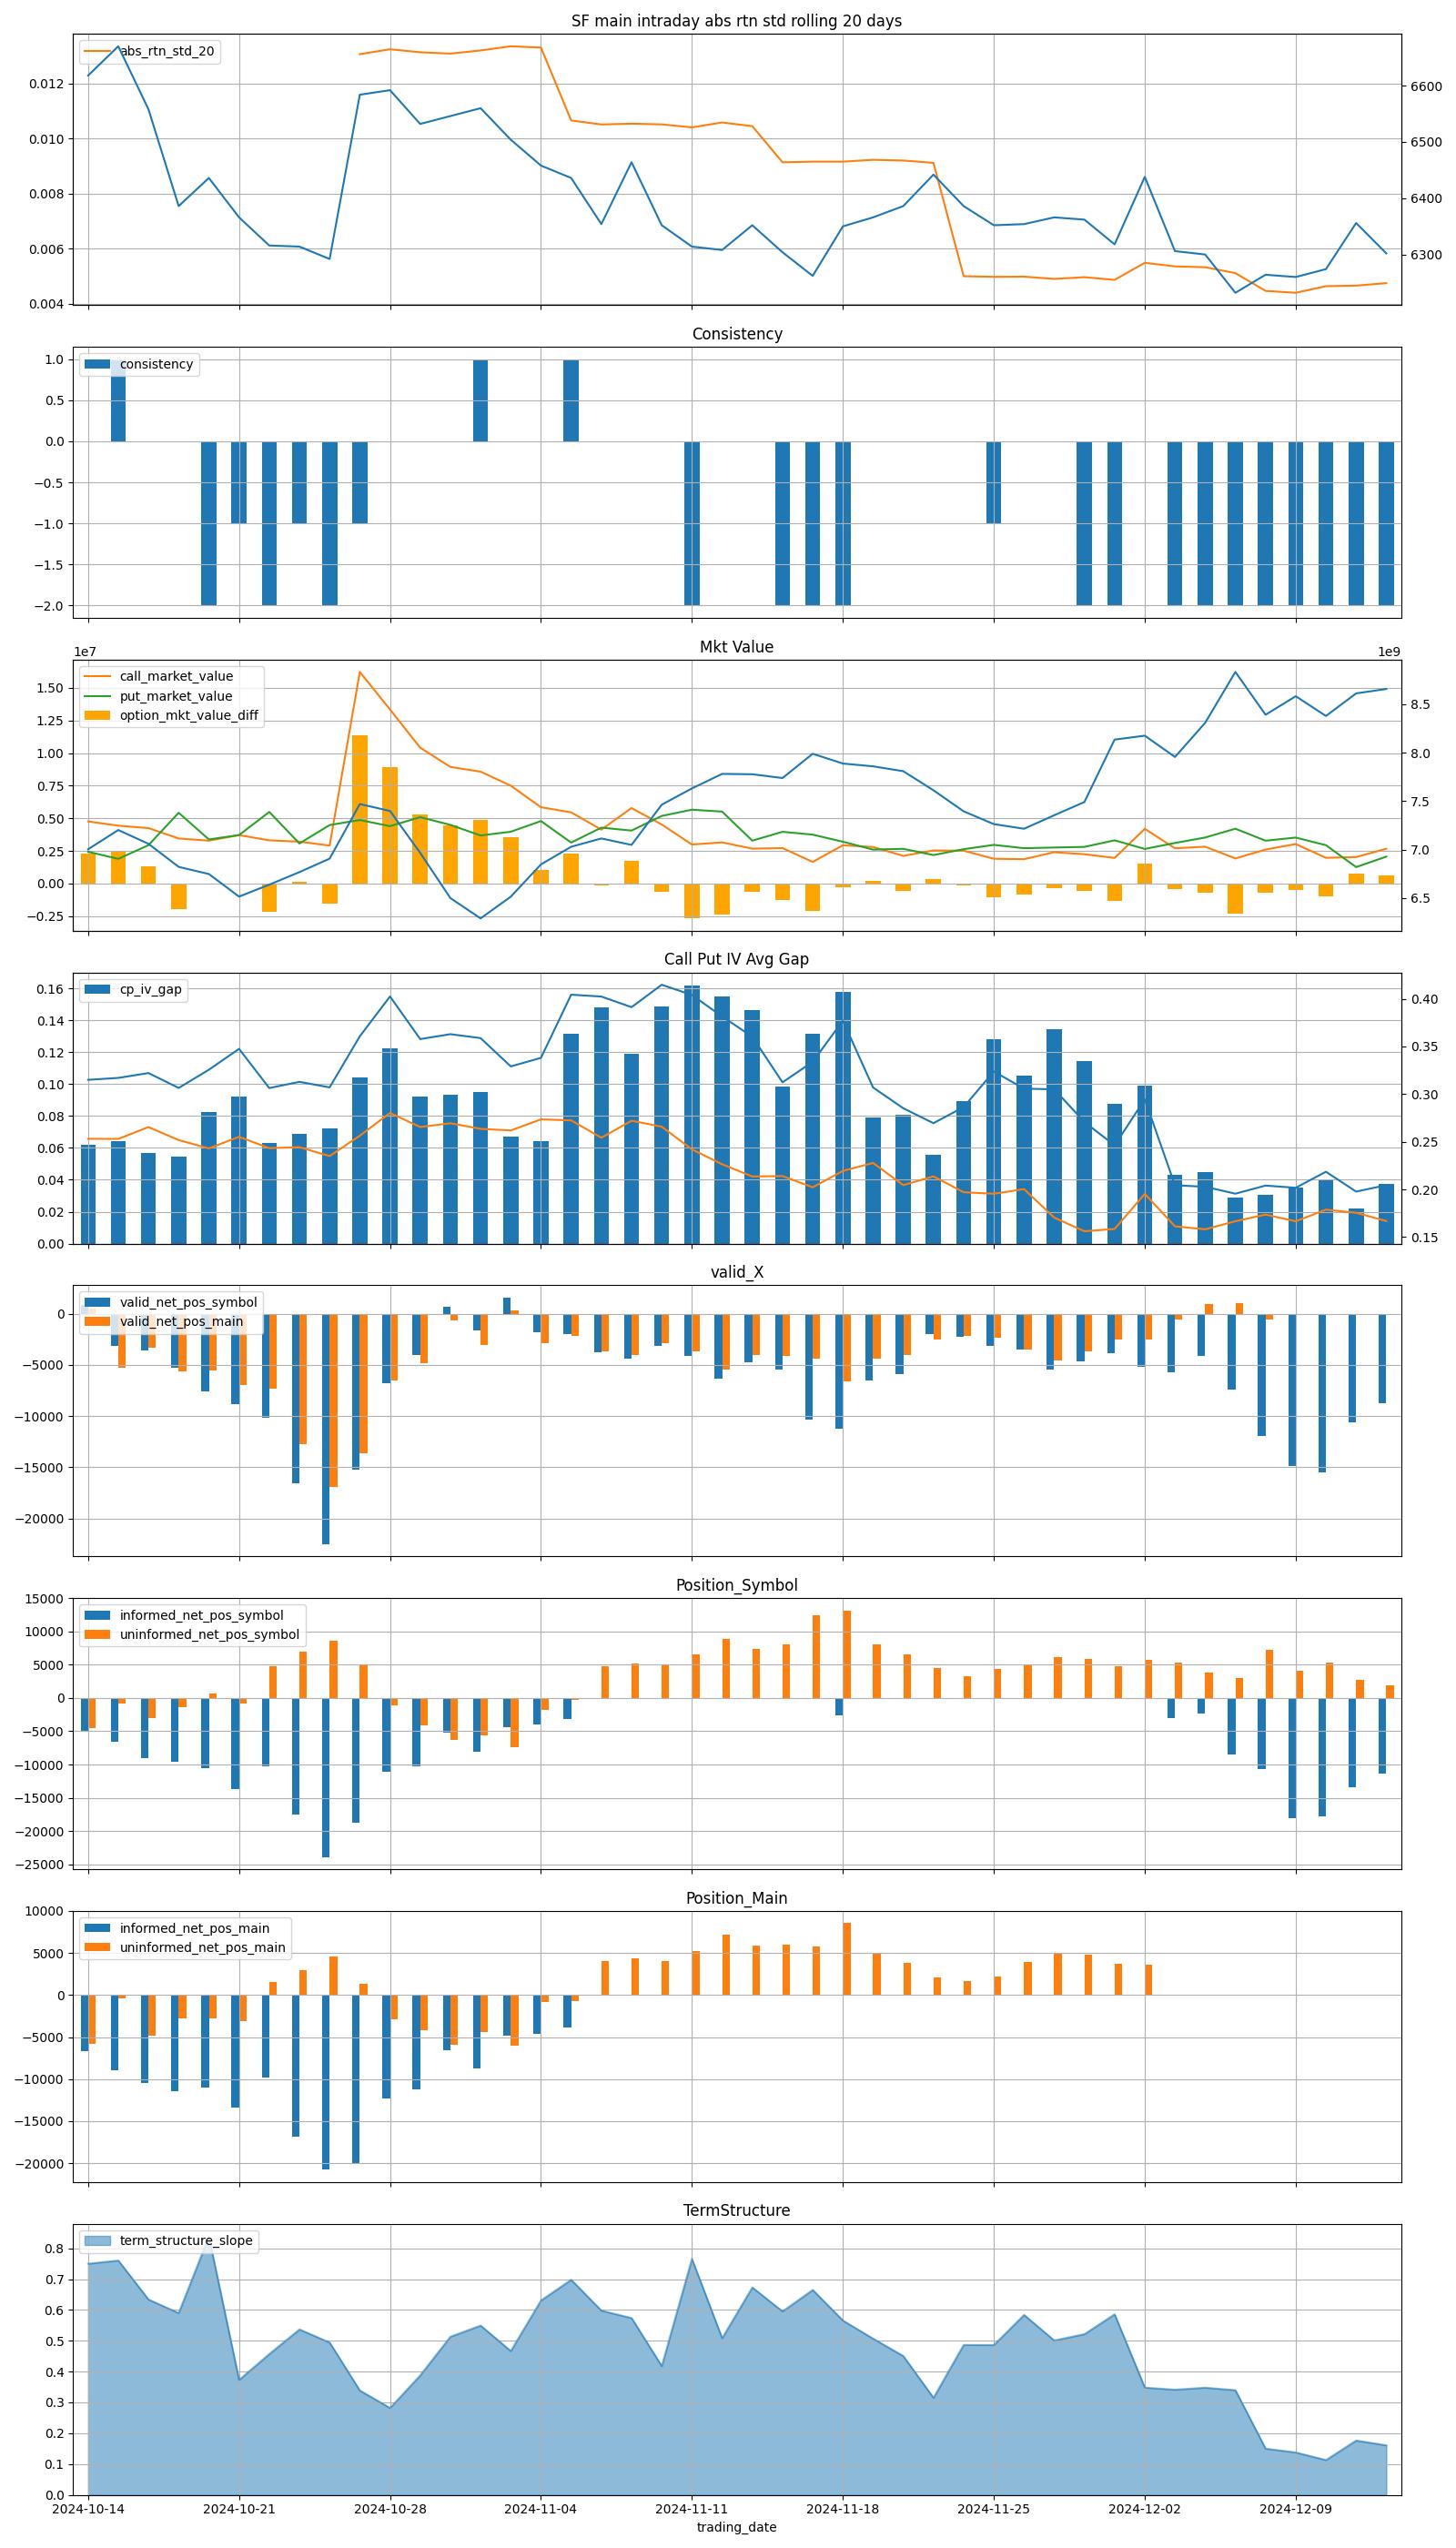 SF main intraday abs rtn std rolling 20 days
abs_rtn_std_20
0.012
0.010
0.008
0.006
0.004
6600
6500
6400
6300
Consistency
consistency
1.0
0.5
0.0
−0.5
−1.0
−1.5
−2.0
Mkt Value
1e7
1e9
call_market_value
put_market_value
option_mkt_value_diff
1.50
1.25
1.00
0.75
0.50
0.25
0.00
−0.25
8.5
8.0
7.5
7.0
6.5
Call Put IV Avg Gap
cp_iv_gap
0.16
0.14
0.12
0.10
0.08
0.06
0.04
0.02
0.00
0.40
0.35
0.30
0.25
0.20
0.15
valid_X
valid_net_pos_symbol
valid_net_pos_main
0
−5000
−10000
−15000
−20000
Position_Symbol
informed_net_pos_symbol
uninformed_net_pos_symbol
15000
10000
5000
0
−5000
−10000
−15000
−20000
−25000
Position_Main
informed_net_pos_main
uninformed_net_pos_main
10000
5000
0
−5000
−10000
−15000
−20000
TermStructure
term_structure_slope
0.8
0.7
0.6
0.5
0.4
0.3
0.2
0.1
0.0
2024-10-14 2024-10-21 2024-10-28 2024-11-04 2024-11-11 2024-11-18 2024-11-25 2024-12-02 2024-12-09
trading_date